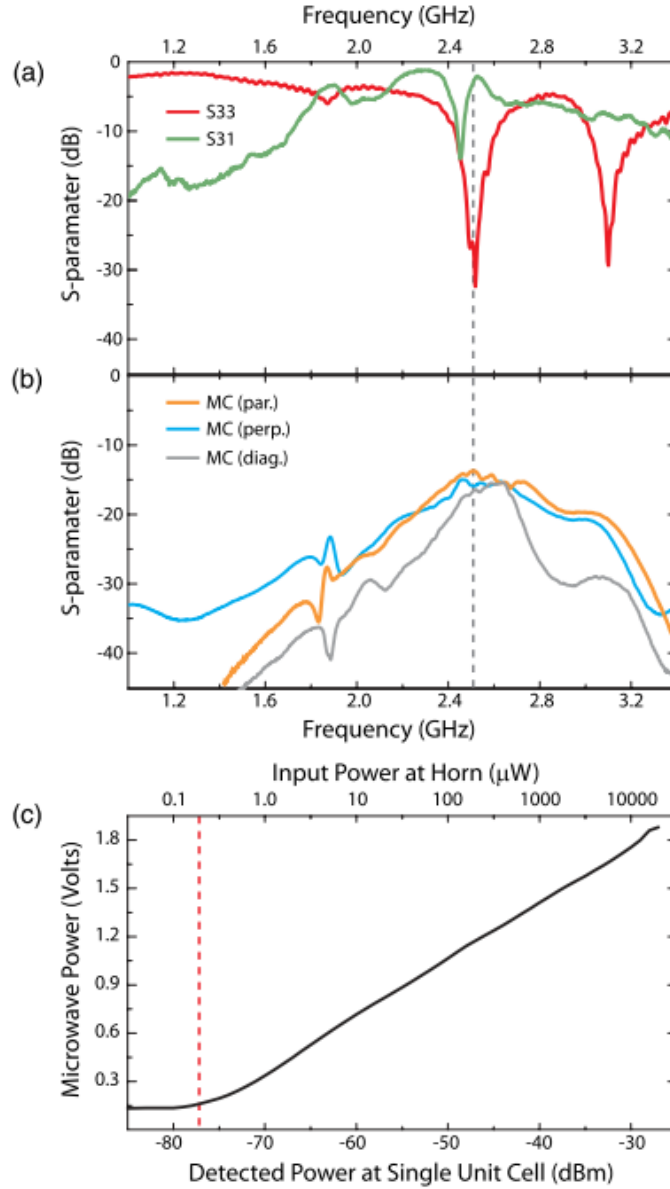 Frequency (GHz)
1.2 1.6 2.0 2.4 2.8 3.2
(a)
0
-10
-20
-30
-40
S-paramater (dB)
S33
S31
(b)
0
-10
-20
-30
-40
S-paramater (dB)
MC (par.)
MC (perp.)
MC (diag.)
1.2 1.6 2.0 2.4 2.8 3.2
Frequency (GHz)
Input Power at Horn (μW)
0.1 1.0 10 100 1000 10000
(c)
1.8
1.5
1.2
0.9
0.6
0.3
Microwave Power (Volts)
-80 -70 -60 -50 -40 -30
Detected Power at Single Unit Cell (dBm)